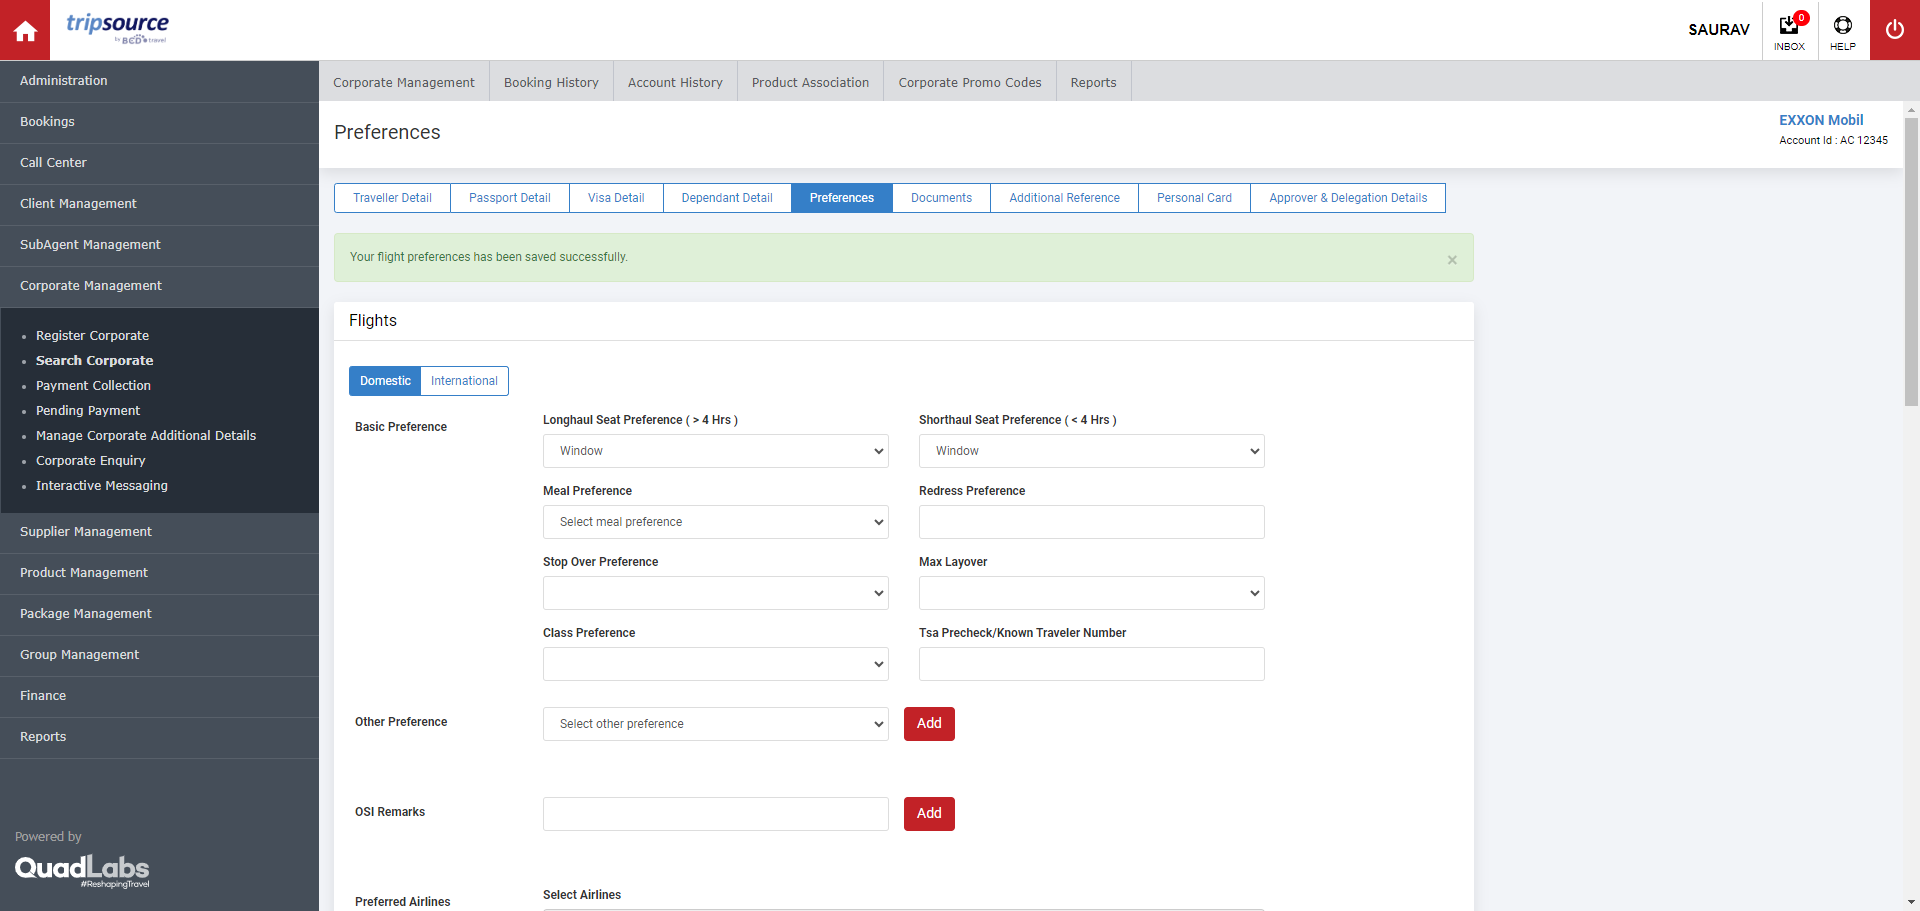 tripsource
by BCD travel
SAURAV
0
INBOX
HELP
Administration
Bookings
Call Center
Client Management
SubAgent Management
Corporate Management
Register Corporate
Search Corporate
Payment Collection
Pending Payment
Manage Corporate Additional Details
Corporate Enquiry
Interactive Messaging
Supplier Management
Product Management
Package Management
Group Management
Finance
Reports
Powered by
QuadLabs
#ReshapingTravel
Corporate Management Booking History Account History Product Association Corporate Promo Codes Reports
Preferences
EXXON Mobil
Account Id : AC 12345
Traveller Detail Passport Detail Visa Detail Dependant Detail Preferences Documents Additional Reference Personal Card Approver & Delegation Details
Your flight preferences has been saved successfully.
×
Flights
Domestic International
Basic Preference
Longhaul Seat Preference ( > 4 Hrs ) Shorthaul Seat Preference ( < 4 Hrs )
Window Window
Meal Preference Redress Preference
Select meal preference
Stop Over Preference Max Layover
Class Preference Tsa Precheck/Known Traveler Number
Other Preference Select other preference Add
OSI Remarks Add
Preferred Airlines Select Airlines